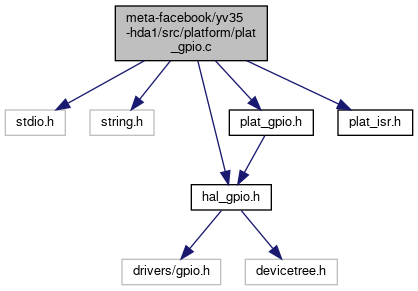 meta-facebook/yv35
-hda1/src/platform/plat
_gpio.c
stdio.h
string.h
plat_gpio.h
plat_isr.h
hal_gpio.h
drivers/gpio.h
devicetree.h